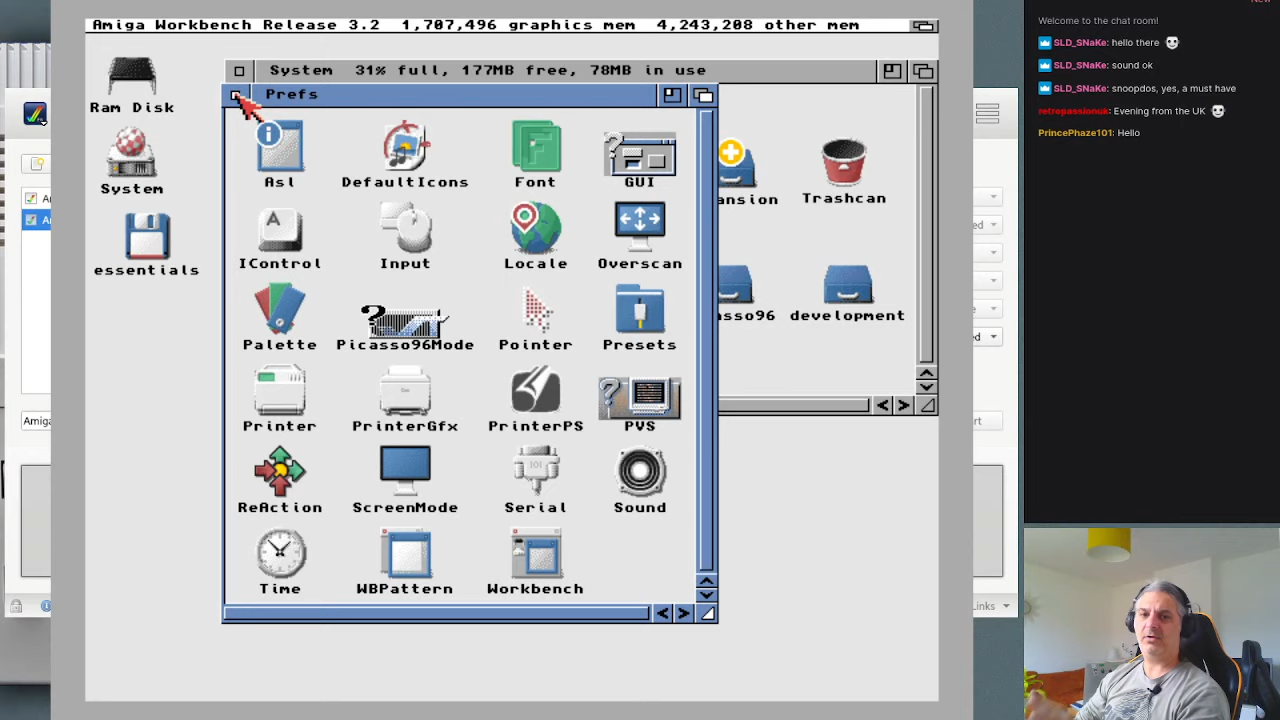 Amiga Workbench Release 3.2 1,707,496 graphics mem 4,243,208 other mem
Ram Disk
System
essentials
System 31% full, 177MB free, 78MB in use
Prefs
Asl
DefaultIcons
Font
GUI
IControl
Input
Locale
Overscan
Palette
Picasso96Mode
Pointer
Presets
Printer
PrinterGfx
PrinterPS
PVS
ReAction
ScreenMode
Serial
Sound
Time
WBPattern
Workbench
ansion
Trashcan
asso96
development
Amiga
Links
New
Welcome to the chat room!
SLD_SNaKe: hello there
SLD_SNaKe: sound ok
SLD_SNaKe: snoopdos, yes, a must have
retropassionuk: Evening from the UK
PrincePhaze101: Hello